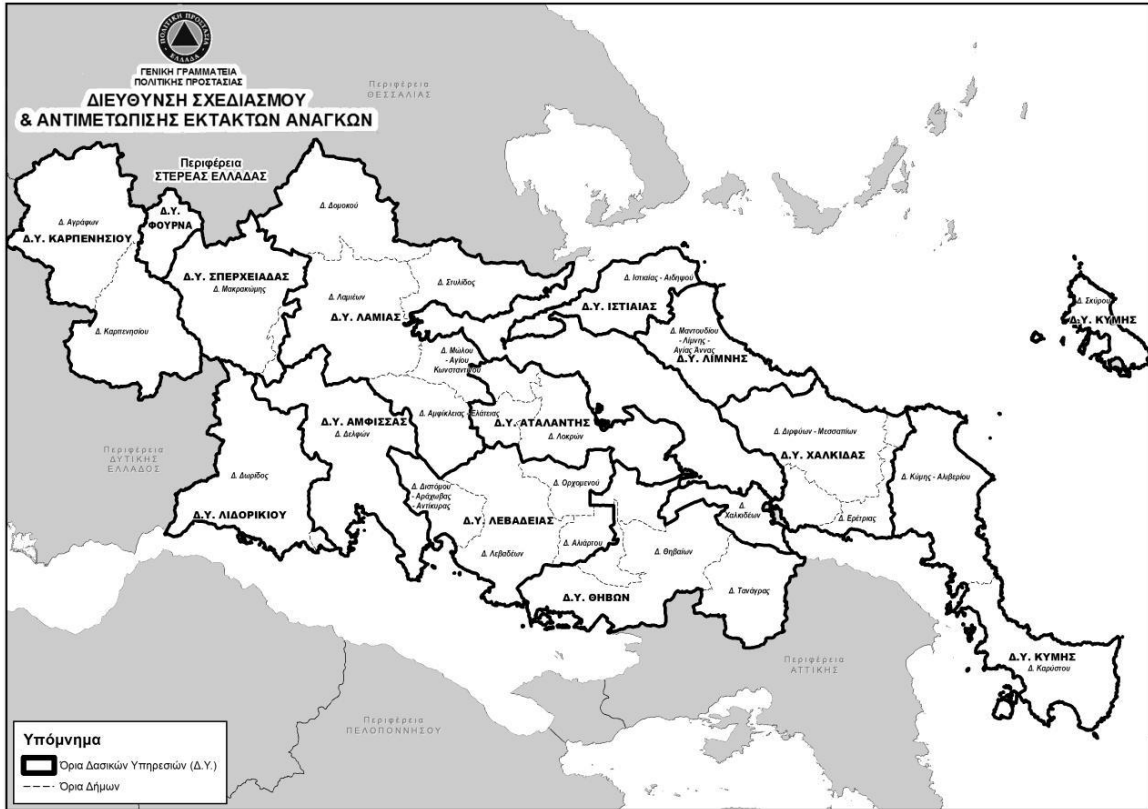 ΠΟΛΙΤΙΚΗ ΠΡΟΣΤΑΣΙΑ
ΕΛΛΑΔΑ
ΓΕΝΙΚΗ ΓΡΑΜΜΑΤΕΙΑ
ΠΟΛΙΤΙΚΗΣ ΠΡΟΣΤΑΣΙΑΣ
ΔΙΕΥΘΥΝΣΗ ΣΧΕΔΙΑΣΜΟΥ
& ΑΝΤΙΜΕΤΩΠΙΣΗΣ ΕΚΤΑΚΤΩΝ ΑΝΑΓΚΩΝ
Περιφέρεια
ΘΕΣΣΑΛΙΑΣ
Περιφέρεια
ΣΤΕΡΕΑΣ ΕΛΛΑΔΑΣ
Δ. Δομοκού
Δ.Υ.
ΦΟΥΡΝΑ
Δ. Αγράφων
Δ.Υ. ΚΑΡΠΕΝΗΣΙΟΥ
Δ.Υ. ΣΠΕΡΧΕΙΑΔΑΣ
Δ. Μακρακώμης
Δ. Στυλίδος
Δ. Ιστιαίας - Αιδηψού
Δ.Υ. ΙΣΤΙΑΙΑΣ
Δ. Λαμιέων
Δ.Υ. ΛΑΜΙΑΣ
Δ. Σκύρου
Δ.Υ. ΚΥΜΗΣ
Δ. Καρπενησίου
Δ. Μαντουδίου
- Λίμνης -
Αγίας Άννας
Δ.Υ. ΛΙΜΝΗΣ
Δ. Μώλου
- Αγίου
Κωνσταντίνου
Δ. Αμφίκλειας - Ελάτειας
Δ.Υ. ΑΜΦΙΣΣΑΣ
Δ. Δελφών
Δ.Υ. ΑΤΑΛΑΝΤΗΣ
Δ. Λοκρών
Δ. Διρφύων - Μεσσαπίων
Δ.Υ. ΧΑΛΚΙΔΑΣ
Περιφέρεια
ΔΥΤΙΚΗΣ
ΕΛΛΑΔΟΣ
Δ. Δωρίδος
Δ.Υ. ΛΙΔΟΡΙΚΙΟΥ
Δ. Διστόμου
- Αράχωβας
- Αντίκυρας
Δ. Ορχομενού
Δ. Κύμης - Αλιβερίου
Δ.Υ. ΛΕΒΑΔΕΙΑΣ
Δ. Λεβαδέων
Δ. Αλιάρτου
Δ.
Χαλκιδέων
Δ. Ερέτριας
Δ. Θηβαίων
Δ.Υ. ΘΗΒΩΝ
Δ. Τανάγρας
Περιφέρεια
ΑΤΤΙΚΗΣ
Δ.Υ. ΚΥΜΗΣ
Δ. Καρύστου
Περιφέρεια
ΠΕΛΟΠΟΝΝΗΣΟΥ
Υπόμνημα
Όρια Δασικών Υπηρεσιών (Δ.Υ.)
Όρια Δήμων